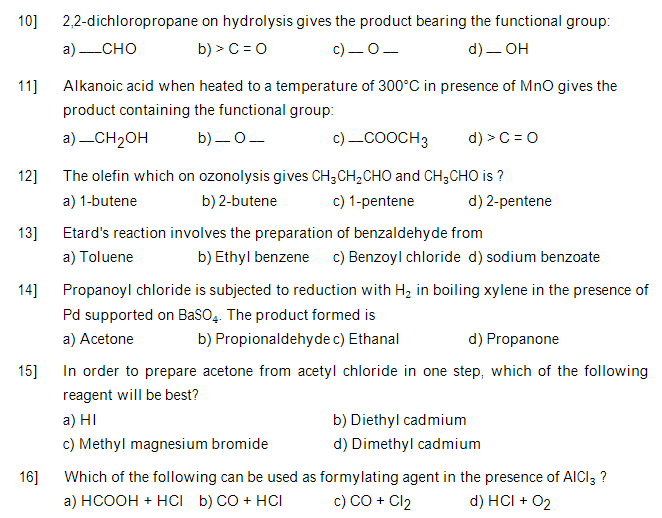 10] 2,2-dichloropropane on hydrolysis gives the product bearing the functional group:
a) —CHO b) > C = O c) — O — d) — OH
11] Alkanoic acid when heated to a temperature of 300°C in presence of MnO gives the
product containing the functional group:
a) —CH₂OH b) — O — c) —COOCH₃ d) > C = O
12] The olefin which on ozonolysis gives CH₃CH₂CHO and CH₃CHO is ?
a) 1-butene b) 2-butene c) 1-pentene d) 2-pentene
13] Etard's reaction involves the preparation of benzaldehyde from
a) Toluene b) Ethyl benzene c) Benzoyl chloride d) sodium benzoate
14] Propanoyl chloride is subjected to reduction with H₂ in boiling xylene in the presence of
Pd supported on BaSO₄. The product formed is
a) Acetone b) Propionaldehyde c) Ethanal d) Propanone
15] In order to prepare acetone from acetyl chloride in one step, which of the following
reagent will be best?
a) HI b) Diethyl cadmium
c) Methyl magnesium bromide d) Dimethyl cadmium
16] Which of the following can be used as formylating agent in the presence of AlCl₃ ?
a) HCOOH + HCl b) CO + HCl c) CO + Cl₂ d) HCl + O₂